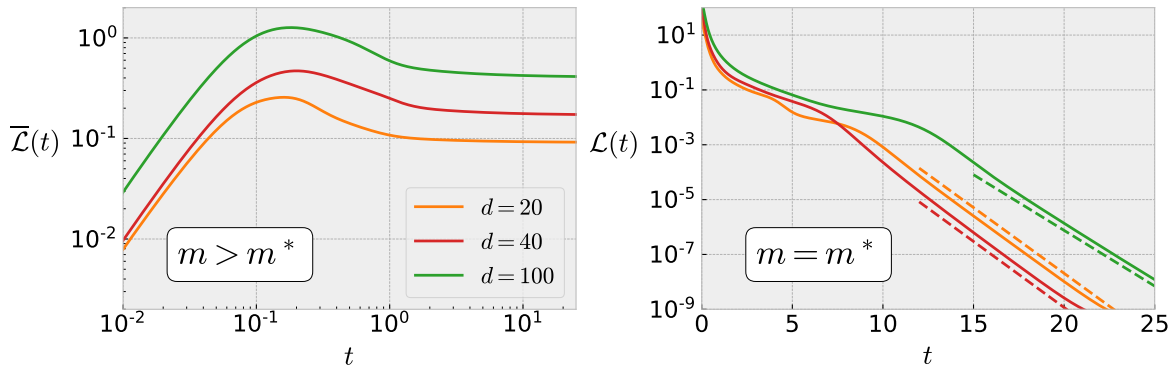 10^0
10^{-1}
10^{-2}
\overline{\mathcal{L}}(t)
m > m^*
d = 20
d = 40
d = 100
10^{-2} 10^{-1} 10^0 10^1
t
10^1
10^{-1}
10^{-3}
10^{-5}
10^{-7}
10^{-9}
\mathcal{L}(t)
m = m^*
0 5 10 15 20 25
t